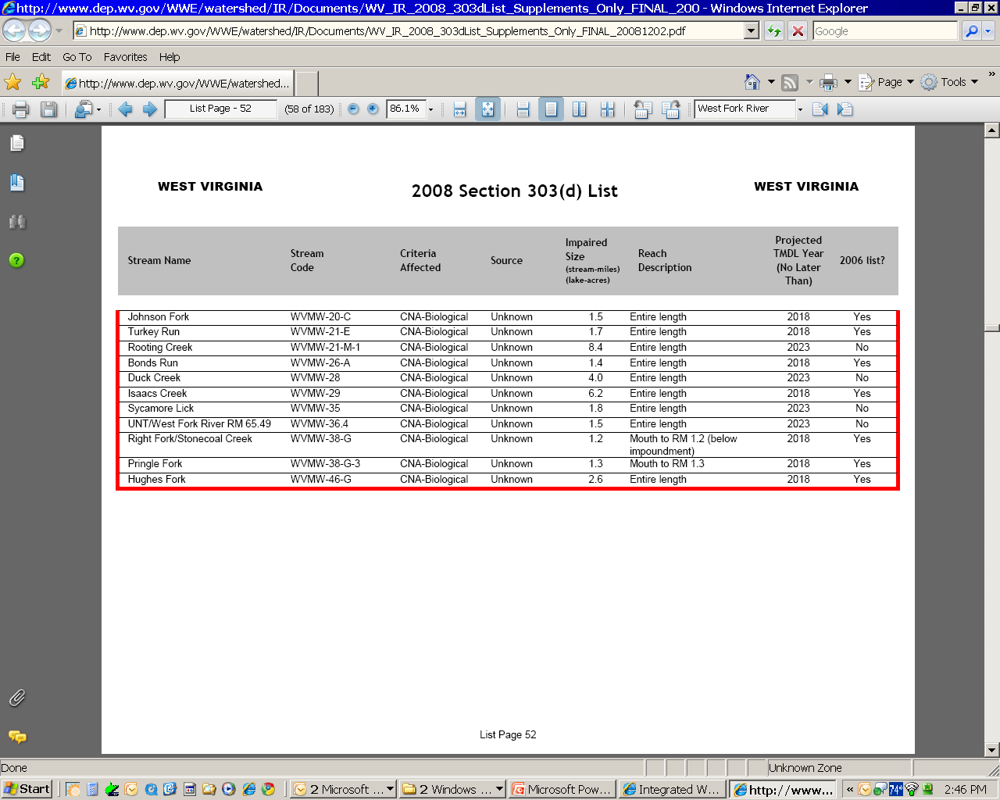 http://www.dep.wv.gov/WWE/watershed/IR/Documents/WV_IR_2008_303dList_Supplements_Only_FINAL_200 - Windows Internet Explorer
http://www.dep.wv.gov/WWE/watershed/IR/Documents/WV_IR_2008_303dList_Supplements_Only_FINAL_20081202.pdf Google
File Edit Go To Favorites Help
http://www.dep.wv.gov/WWE/watershed... Page Tools »
List Page - 52 (58 of 183) 86.1% West Fork River
WEST VIRGINIA 2008 Section 303(d) List WEST VIRGINIA
Stream Name Stream Code Criteria Affected Source Impaired Size (stream-miles) (lake-acres) Reach Description Projected TMDL Year (No Later Than) 2006 list?
Johnson Fork WVMW-20-C CNA-Biological Unknown 1.5 Entire length 2018 Yes
Turkey Run WVMW-21-E CNA-Biological Unknown 1.7 Entire length 2018 Yes
Rooting Creek WVMW-21-M-1 CNA-Biological Unknown 8.4 Entire length 2023 No
Bonds Run WVMW-26-A CNA-Biological Unknown 1.4 Entire length 2018 Yes
Duck Creek WVMW-28 CNA-Biological Unknown 4.0 Entire length 2023 No
Isaacs Creek WVMW-29 CNA-Biological Unknown 6.2 Entire length 2018 Yes
Sycamore Lick WVMW-35 CNA-Biological Unknown 1.8 Entire length 2023 No
UNT/West Fork River RM 65.49 WVMW-36.4 CNA-Biological Unknown 1.5 Entire length 2023 No
Right Fork/Stonecoal Creek WVMW-38-G CNA-Biological Unknown 1.2 Mouth to RM 1.2 (below impoundment) 2018 Yes
Pringle Fork WVMW-38-G-3 CNA-Biological Unknown 1.3 Mouth to RM 1.3 2018 Yes
Hughes Fork WVMW-46-G CNA-Biological Unknown 2.6 Entire length 2018 Yes
List Page 52
Done Unknown Zone
Start 2 Microsoft ... 2 Windows ... Microsoft Pow... Integrated W... http://www... « 74° 2:46 PM